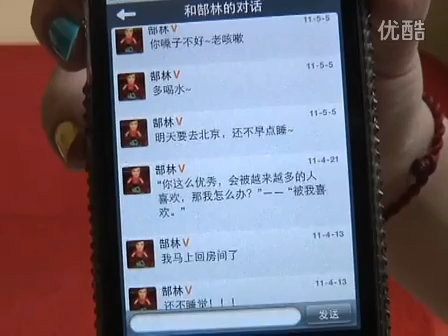 和郜林的对话
优酷
郜林V 11-5-5
你嗓子不好~老咳嗽
郜林V 11-5-5
多喝水~
郜林V 11-5-5
明天要去北京，还不早点睡~
郜林V 11-4-21
“你这么优秀，会被越来越多的人
喜欢，那我怎么办？”——“被我喜
欢。”
郜林V 11-4-13
我马上回房间了
郜林V 11-4-13
还不睡觉！！！
发送